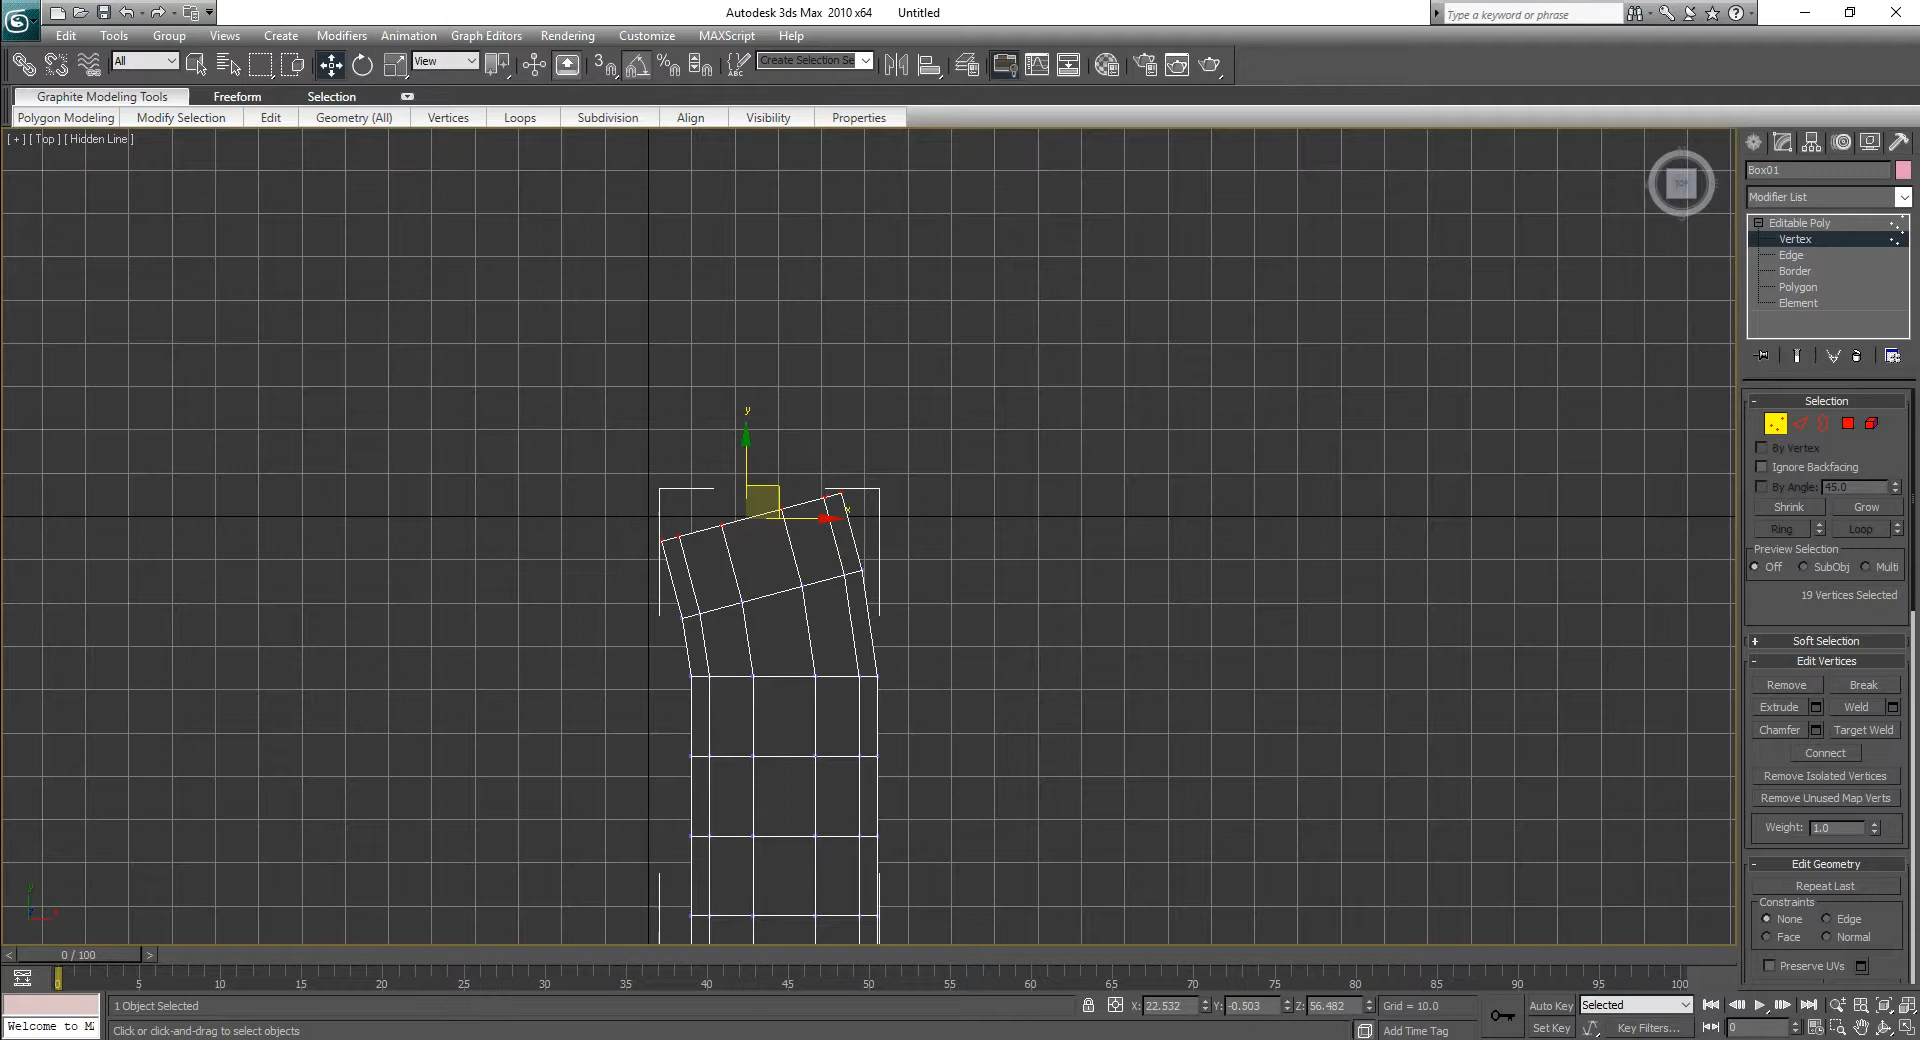 Autodesk 3ds Max 2010 x64 Untitled
Type a keyword or phrase
Edit Tools Group Views Create Modifiers Animation Graph Editors Rendering Customize MAXScript Help
All View Create Selection Se
Graphite Modeling Tools Freeform Selection
Polygon Modeling Modify Selection Edit Geometry (All) Vertices Loops Subdivision Align Visibility Properties
[ + ] [ Top ] [ Hidden Line ]
TOP
Box01
Modifier List
Editable Poly
Vertex
Edge
Border
Polygon
Element
- Selection
By Vertex
Ignore Backfacing
By Angle: 45.0
Shrink Grow
Ring Loop
Preview Selection
Off SubObj Multi
19 Vertices Selected
+ Soft Selection
- Edit Vertices
Remove Break
Extrude Weld
Chamfer Target Weld
Connect
Remove Isolated Vertices
Remove Unused Map Verts
Weight: 1.0
- Edit Geometry
Repeat Last
Constraints
None Edge
Face Normal
Preserve UVs
y
x
y
z x
< 0 / 100 >
0 5 10 15 20 25 30 35 40 45 50 55 60 65 70 75 80 85 90 95 100
1 Object Selected X: 22.532 Y: -0.503 Z: 56.482 Grid = 10.0 Auto Key Selected
Welcome to M
Click or click-and-drag to select objects Add Time Tag Set Key Key Filters... 0